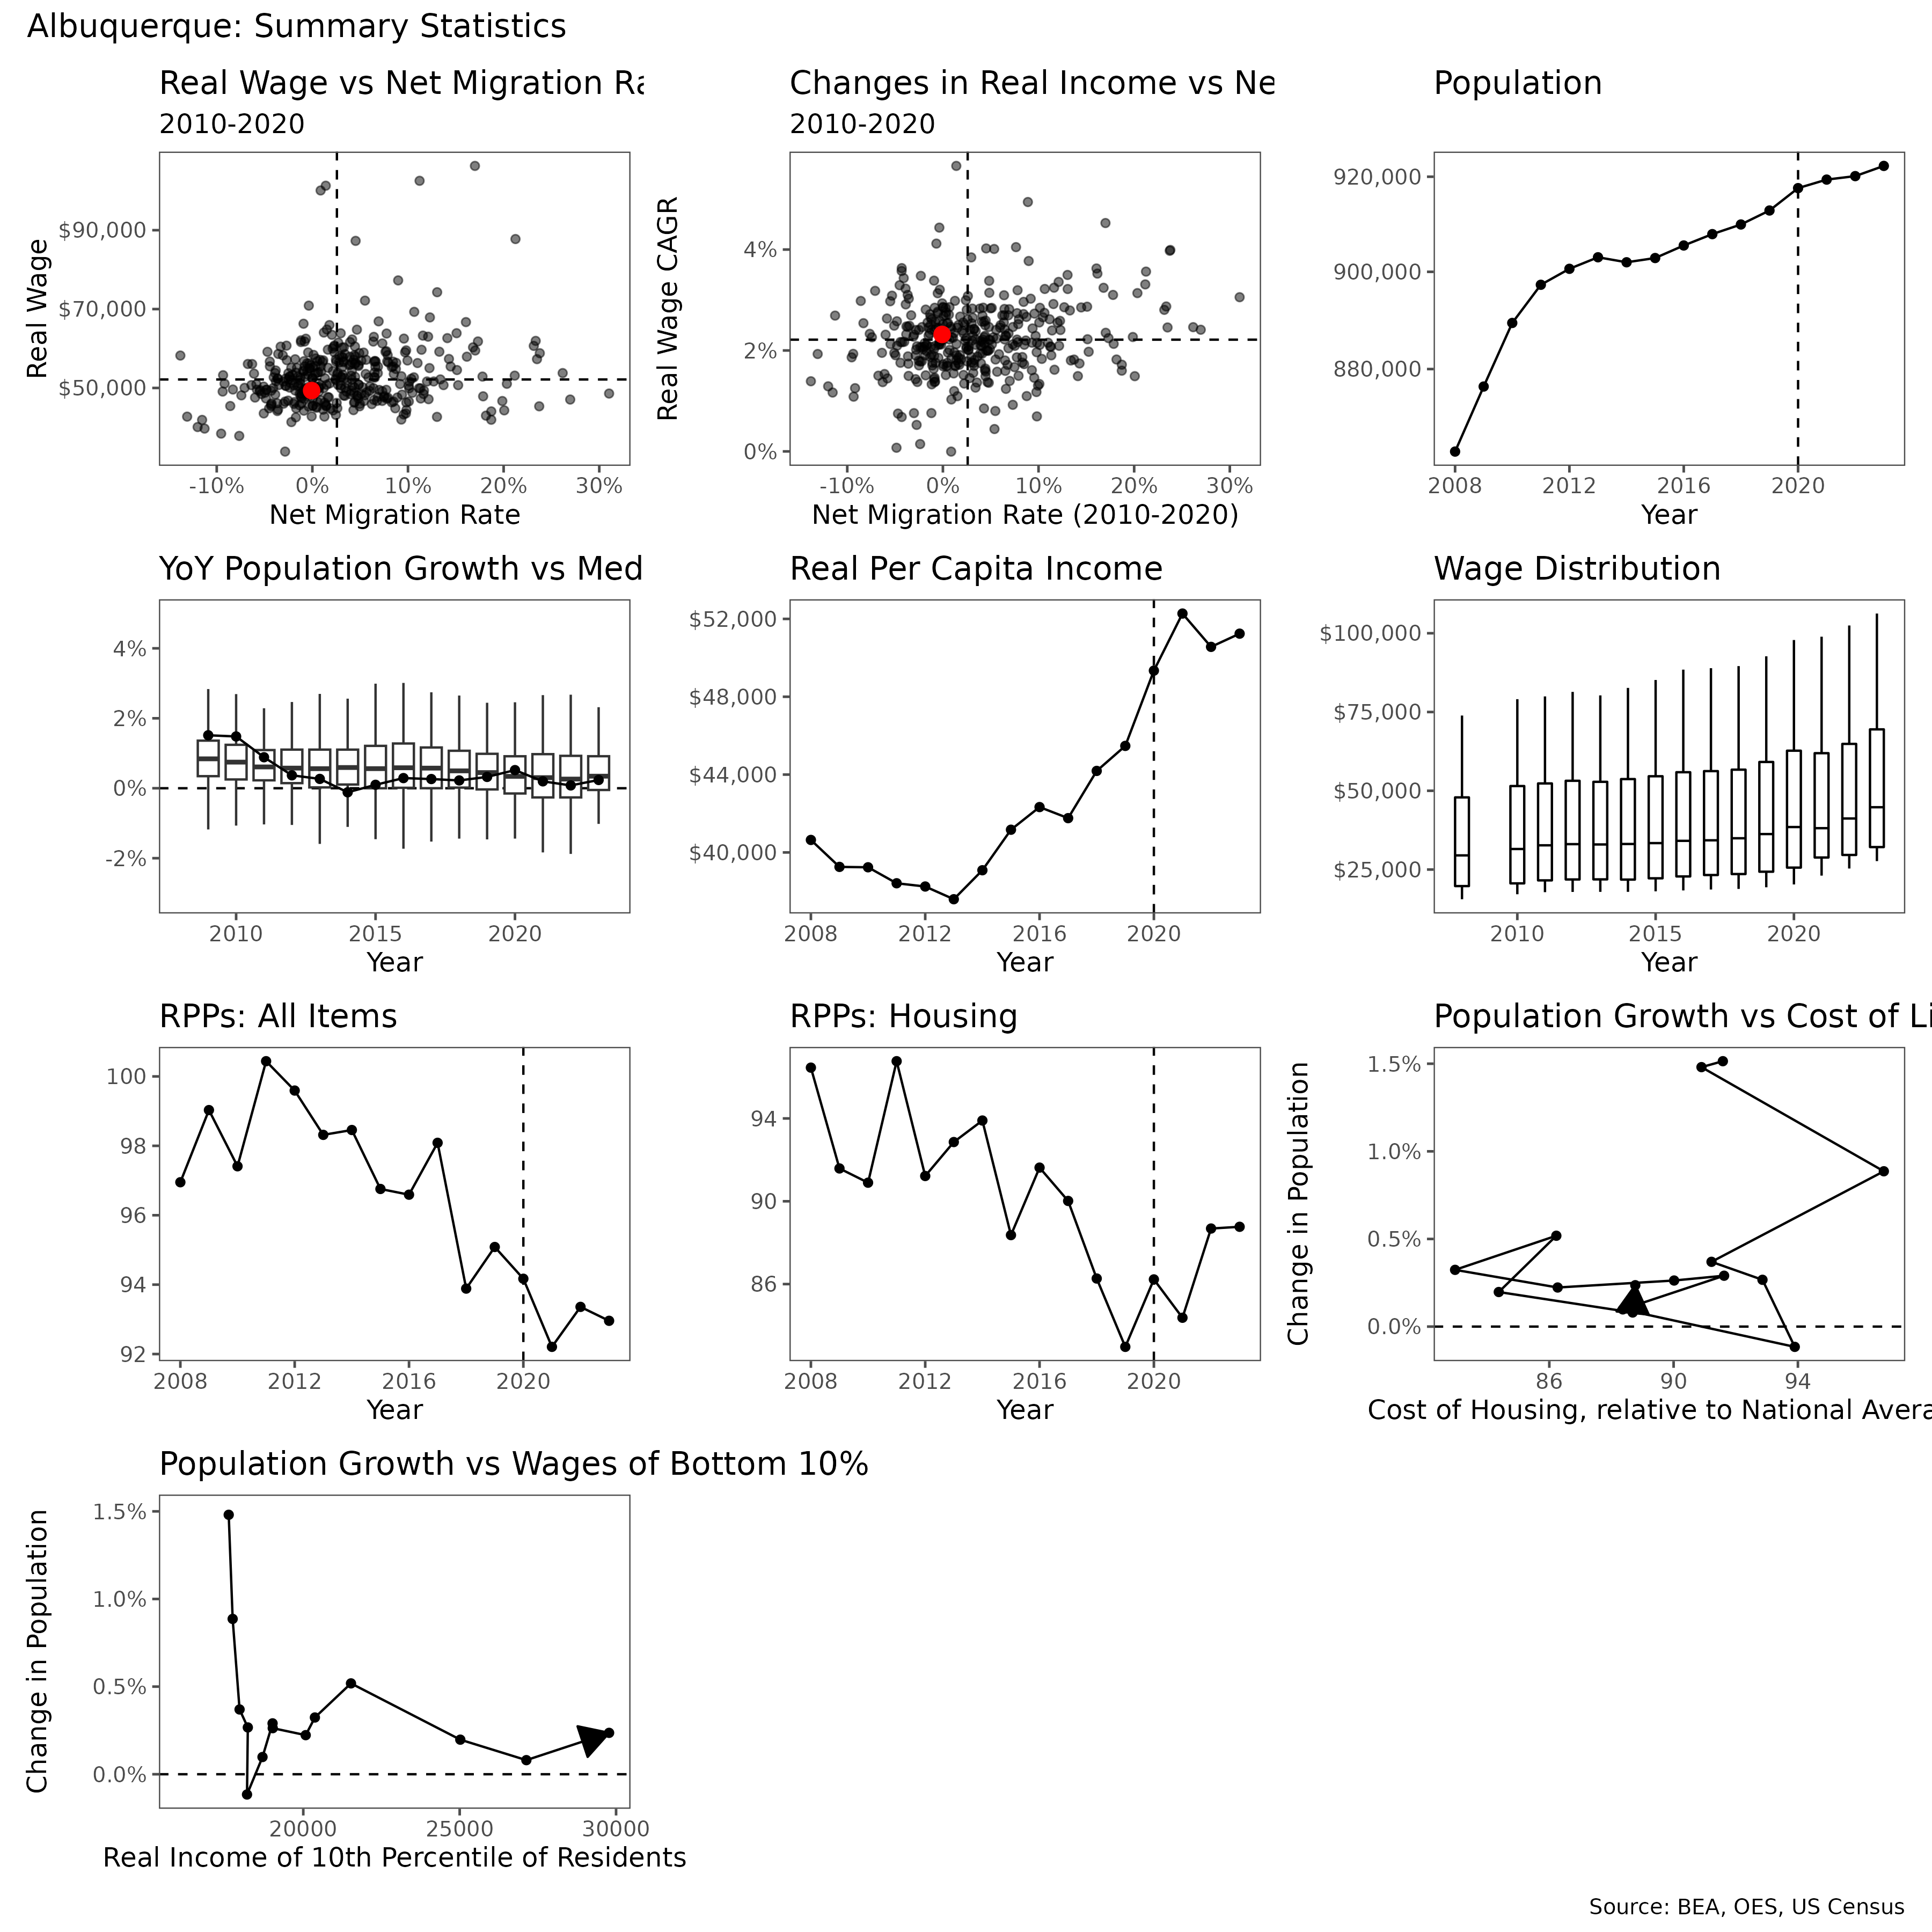 Albuquerque: Summary Statistics
Real Wage vs Net Migration Ra
2010-2020
Real Wage
$90,000
$70,000
$50,000
-10% 0% 10% 20% 30%
Net Migration Rate
Changes in Real Income vs Ne
2010-2020
Real Wage CAGR
4%
2%
0%
-10% 0% 10% 20% 30%
Net Migration Rate (2010-2020)
Population
920,000
900,000
880,000
2008 2012 2016 2020
Year
YoY Population Growth vs Med
4%
2%
0%
-2%
2010 2015 2020
Year
Real Per Capita Income
$52,000
$48,000
$44,000
$40,000
2008 2012 2016 2020
Year
Wage Distribution
$100,000
$75,000
$50,000
$25,000
2010 2015 2020
Year
RPPs: All Items
100
98
96
94
92
2008 2012 2016 2020
Year
RPPs: Housing
94
90
86
2008 2012 2016 2020
Year
Population Growth vs Cost of Li
Change in Population
1.5%
1.0%
0.5%
0.0%
86 90 94
Cost of Housing, relative to National Avera
Population Growth vs Wages of Bottom 10%
Change in Population
1.5%
1.0%
0.5%
0.0%
20000 25000 30000
Real Income of 10th Percentile of Residents
Source: BEA, OES, US Census